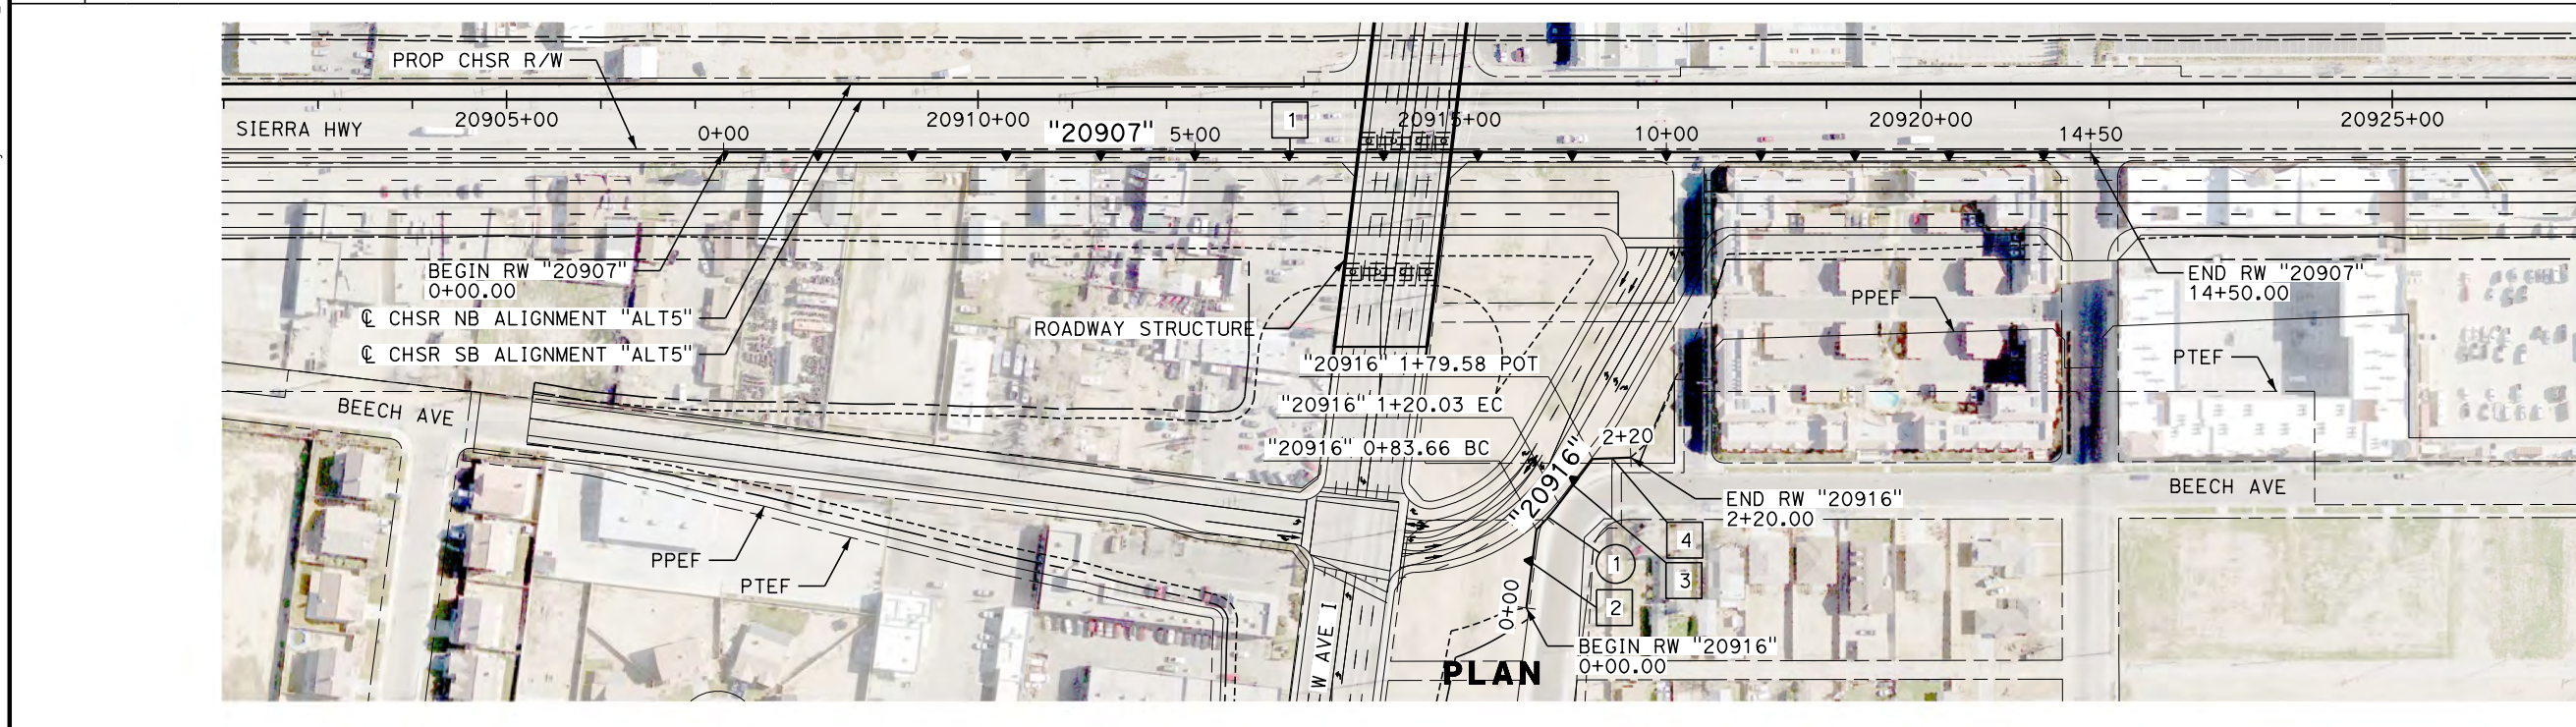 PROP CHSR R/W
SIERRA HWY
20905+00
0+00
20910+00
"20907"
5+00
1
20915+00
10+00
20920+00
14+50
20925+00
BEGIN RW "20907"
0+00.00
℄ CHSR NB ALIGNMENT "ALT5"
℄ CHSR SB ALIGNMENT "ALT5"
ROADWAY STRUCTURE
END RW "20907"
14+50.00
PPEF
PTEF
"20916" 1+79.58 POT
"20916" 1+20.03 EC
"20916" 0+83.66 BC
BEECH AVE
2+20
"20916"
END RW "20916"
2+20.00
BEECH AVE
PPEF
PTEF
4
1
3
2
0+00
W AVE I
BEGIN RW "20916"
0+00.00
PLAN